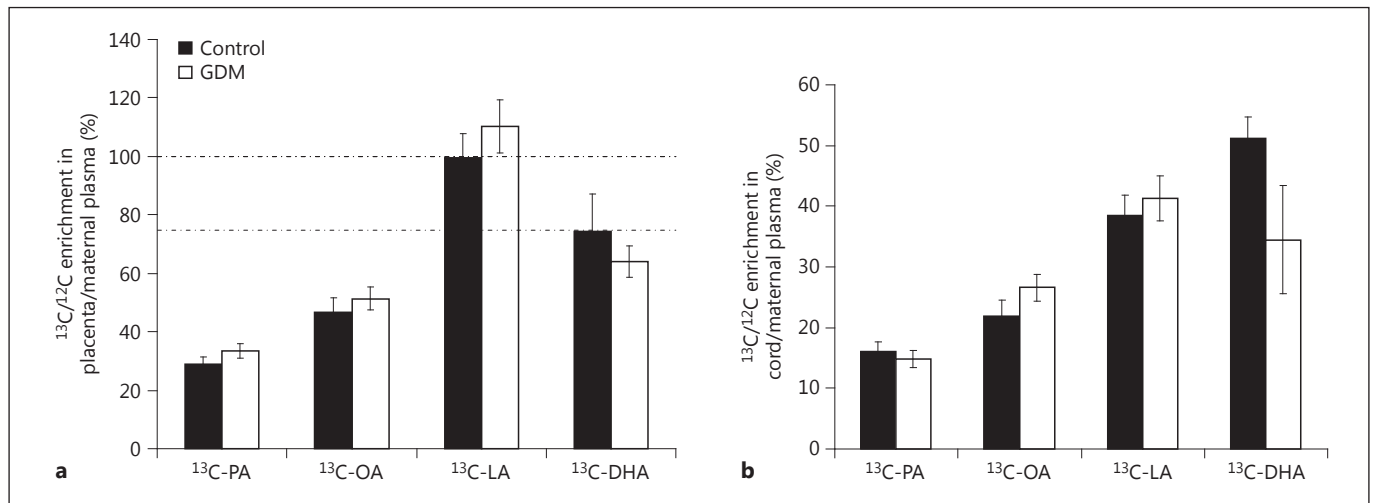 140
120
100
80
60
40
20
0
Control
GDM
¹³C/¹²C enrichment in
placenta/maternal plasma (%)
¹³C-PA
¹³C-OA
¹³C-LA
¹³C-DHA
a
60
50
40
30
20
10
0
¹³C/¹²C enrichment in
cord/maternal plasma (%)
¹³C-PA
¹³C-OA
¹³C-LA
¹³C-DHA
b